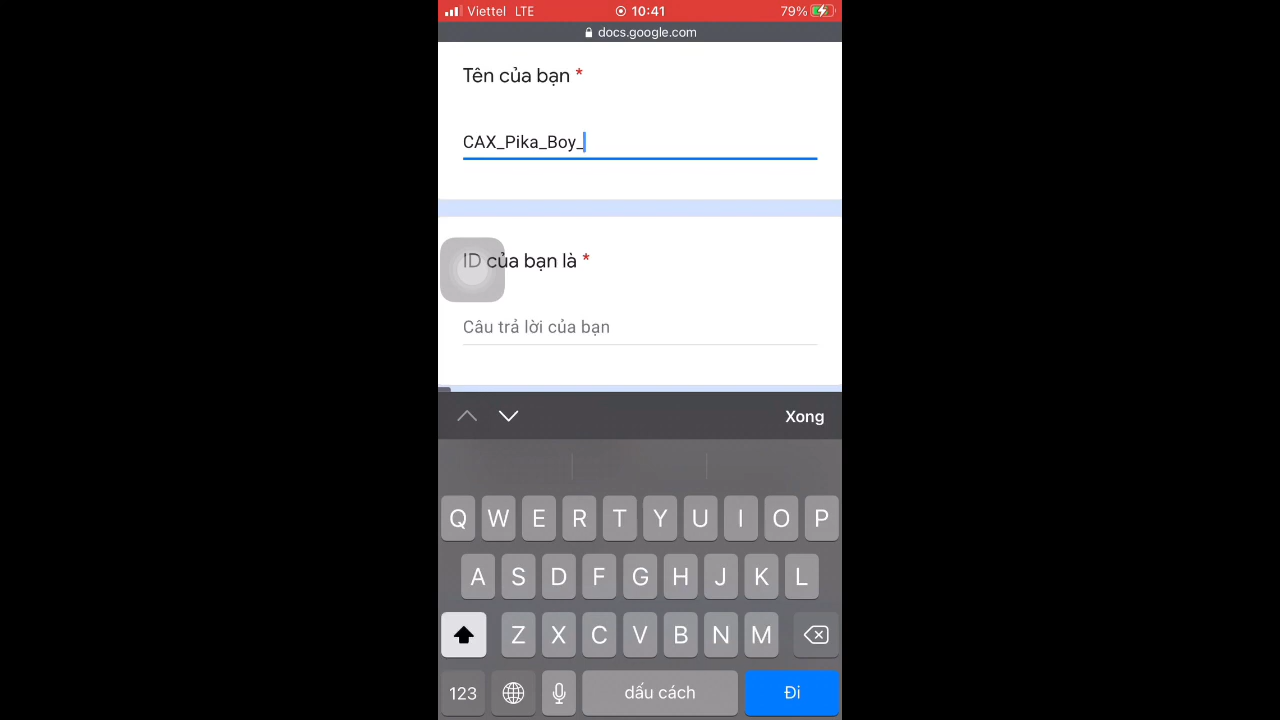 Viettel LTE 10:41 79%
docs.google.com
Tên của bạn *
CAX_Pika_Boy_
ID của bạn là *
Câu trả lời của bạn
Xong
Q W E R T Y U I O P
A S D F G H J K L
Z X C V B N M
123 dấu cách Đi